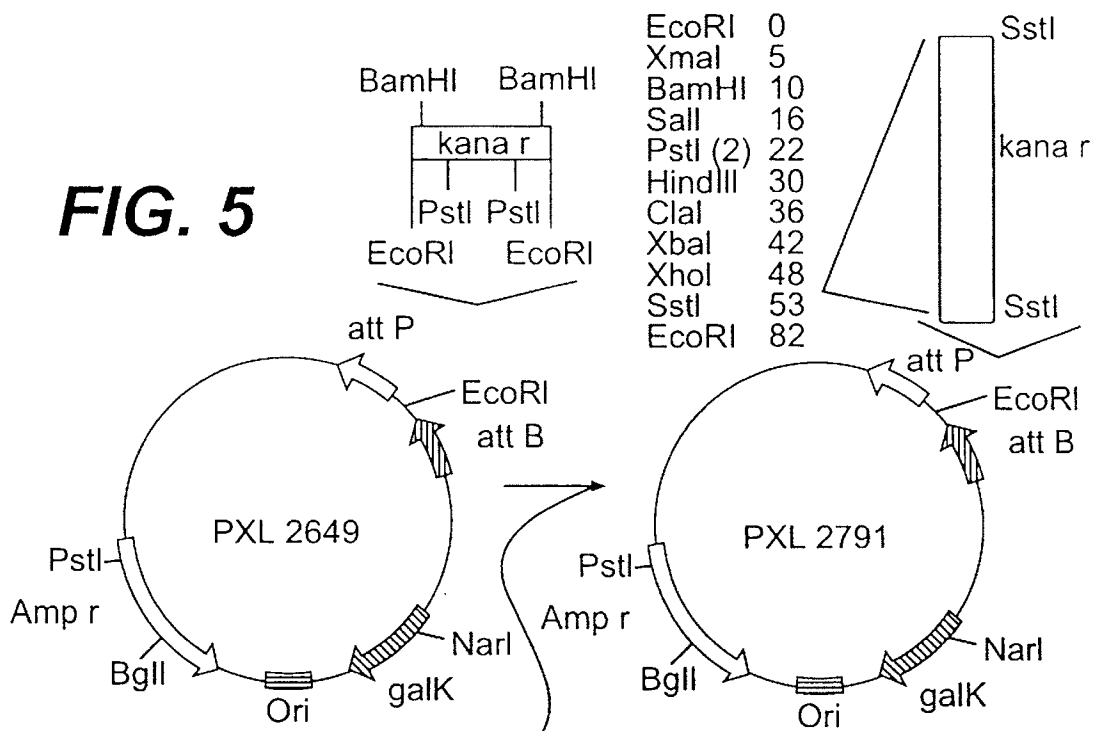 FIG. 5
BamHI BamHI
kana r
PstI PstI
EcoRI EcoRI
EcoRI 0
XmaI 5
BamHI 10
SalI 16
PstI (2) 22
HindIII 30
ClaI 36
XbaI 42
XhoI 48
SstI 53
EcoRI 82
SstI
kana r
SstI
att P
EcoRI
att B
PXL 2649
PstI
Amp r
BglI
Ori
galK
NarI
att P
EcoRI
att B
PXL 2791
PstI
Amp r
BglI
Ori
galK
NarI